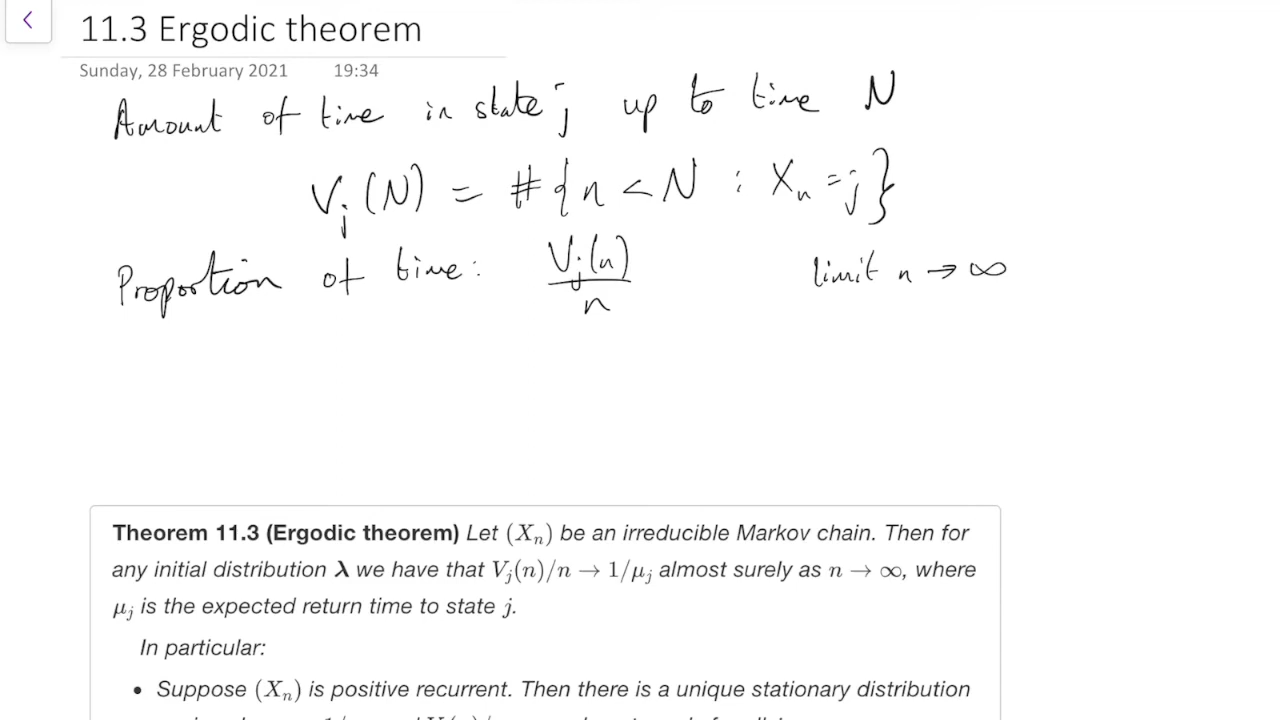 11.3 Ergodic theorem
Sunday, 28 February 2021 19:34
Amount of time in state j up to time N
V_j(N) = #{n < N : X_n = j}
Proportion of time: V_j(n)/n limit n → ∞
Theorem 11.3 (Ergodic theorem) Let (X_n) be an irreducible Markov chain. Then for
any initial distribution λ we have that V_j(n)/n → 1/μ_j almost surely as n → ∞, where
μ_j is the expected return time to state j.
In particular:
• Suppose (X_n) is positive recurrent. Then there is a unique stationary distribution